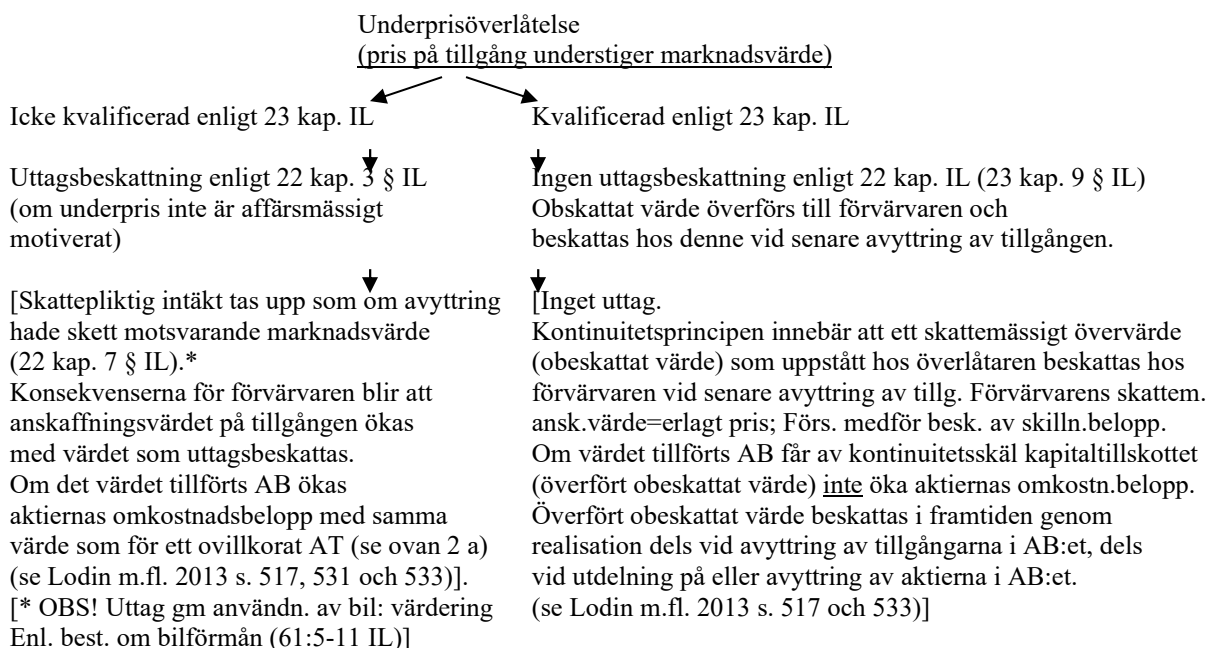 Underprisöverlåtelse
(pris på tillgång understiger marknadsvärde)
Icke kvalificerad enligt 23 kap. IL
Uttagsbeskattning enligt 22 kap. 3 § IL
(om underpris inte är affärsmässigt
motiverat)
[Skattepliktig intäkt tas upp som om avyttring
hade skett motsvarande marknadsvärde
(22 kap. 7 § IL).*
Konsekvenserna för förvärvaren blir att
anskaffningsvärdet på tillgången ökas
med värdet som uttagsbeskattas.
Om det värdet tillförts AB ökas
aktiernas omkostnadsbelopp med samma
värde som för ett ovillkorat AT (se ovan 2 a)
(se Lodin m.fl. 2013 s. 517, 531 och 533)].
[* OBS! Uttag gm användn. av bil: värdering
Enl. best. om bilförmån (61:5-11 IL)]
Kvalificerad enligt 23 kap. IL
Ingen uttagsbeskattning enligt 22 kap. IL (23 kap. 9 § IL)
Obskattat värde överförs till förvärvaren och
beskattas hos denne vid senare avyttring av tillgången.
[Inget uttag.
Kontinuitetsprincipen innebär att ett skattemässigt övervärde
(obeskattat värde) som uppstått hos överlåtaren beskattas hos
förvärvaren vid senare avyttring av tillg. Förvärvarens skattem.
ansk.värde=erlagt pris; Förs. medför besk. av skilln.belopp.
Om värdet tillförts AB får av kontinuitetsskäl kapitaltillskottet
(överfört obeskattat värde) inte öka aktiernas omkostn.belopp.
Överfört obeskattat värde beskattas i framtiden genom
realisation dels vid avyttring av tillgångarna i AB:et, dels
vid utdelning på eller avyttring av aktierna i AB:et.
(se Lodin m.fl. 2013 s. 517 och 533)]